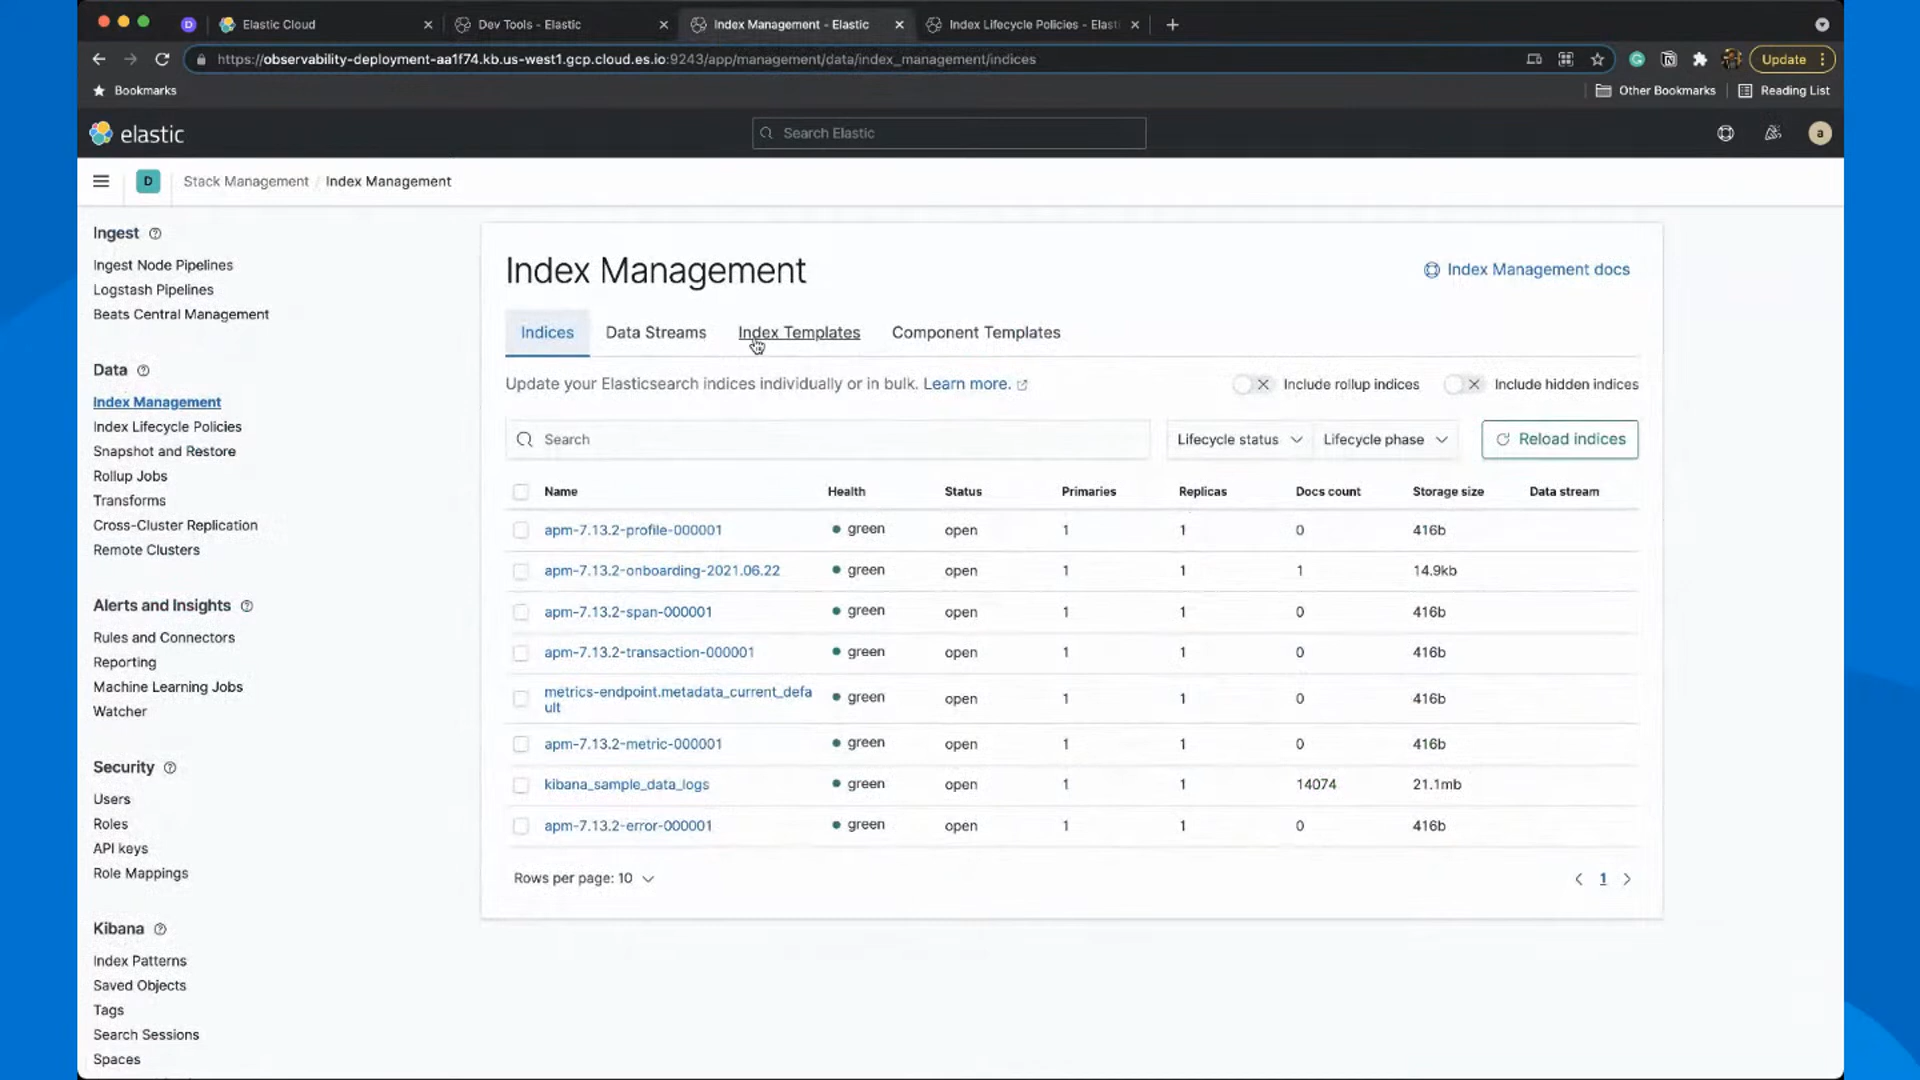 D
Elastic Cloud
Dev Tools - Elastic
Index Management - Elastic
Index Lifecycle Policies - Elast
https://observability-deployment-aa1f74.kb.us-west1.gcp.cloud.es.io:9243/app/management/data/index_management/indices
Update
Bookmarks
Other Bookmarks
Reading List
elastic
Search Elastic
a
D
Stack Management / Index Management
Ingest
Ingest Node Pipelines
Logstash Pipelines
Beats Central Management
Data
Index Management
Index Lifecycle Policies
Snapshot and Restore
Rollup Jobs
Transforms
Cross-Cluster Replication
Remote Clusters
Alerts and Insights
Rules and Connectors
Reporting
Machine Learning Jobs
Watcher
Security
Users
Roles
API keys
Role Mappings
Kibana
Index Patterns
Saved Objects
Tags
Search Sessions
Spaces
Index Management
Index Management docs
Indices Data Streams Index Templates Component Templates
Update your Elasticsearch indices individually or in bulk. Learn more.
Include rollup indices
Include hidden indices
Search
Lifecycle status
Lifecycle phase
Reload indices
Name Health Status Primaries Replicas Docs count Storage size Data stream
apm-7.13.2-profile-000001 green open 1 1 0 416b
apm-7.13.2-onboarding-2021.06.22 green open 1 1 1 14.9kb
apm-7.13.2-span-000001 green open 1 1 0 416b
apm-7.13.2-transaction-000001 green open 1 1 0 416b
metrics-endpoint.metadata_current_defa
ult green open 1 1 0 416b
apm-7.13.2-metric-000001 green open 1 1 0 416b
kibana_sample_data_logs green open 1 1 14074 21.1mb
apm-7.13.2-error-000001 green open 1 1 0 416b
Rows per page: 10
1